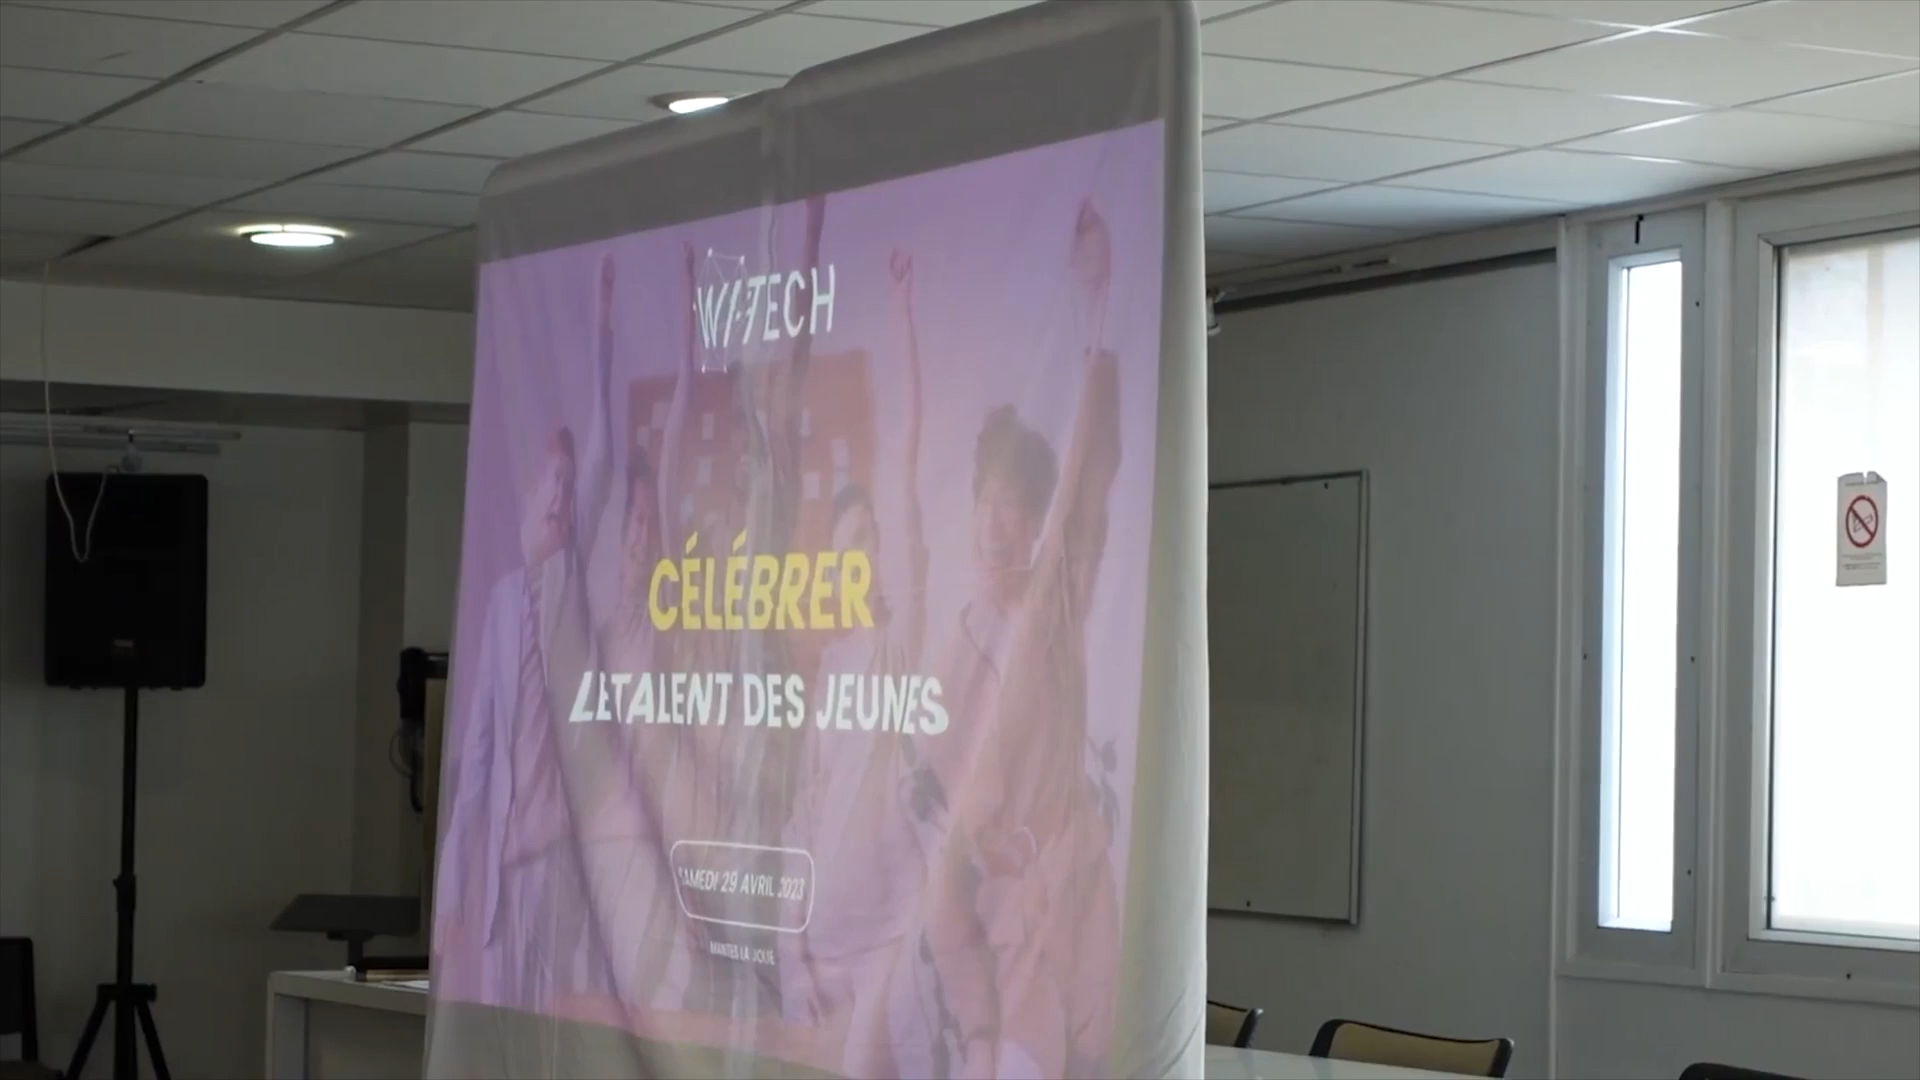 WI-TECH
CÉLÉBRER
LE TALENT DES JEUNES
SAMEDI 29 AVRIL 2023
MANTES LA JOLIE